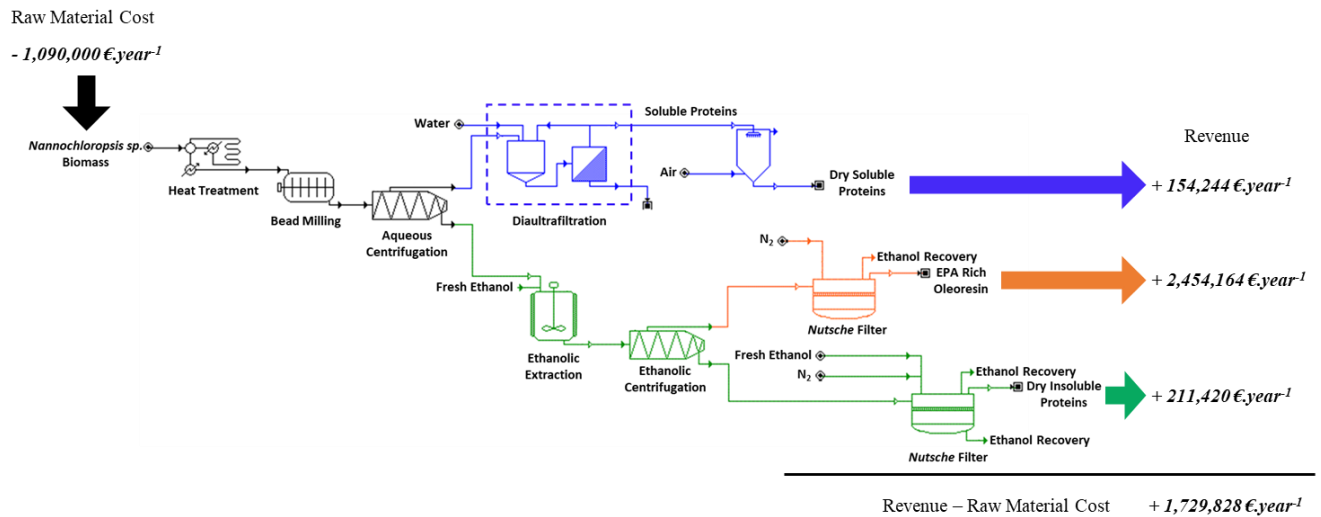 Raw Material Cost
- 1,090,000 €.year-1
Nannochloropsis sp.
Biomass
Heat Treatment
Bead Milling
Aqueous
Centrifugation
Water
Diaultrafiltration
Soluble Proteins
Air
Dry Soluble
Proteins
Revenue
+ 154,244 €.year-1
Fresh Ethanol
Ethanolic
Extraction
Ethanolic
Centrifugation
N2
Ethanol Recovery
EPA Rich
Oleoresin
Nutsche Filter
+ 2,454,164 €.year-1
Fresh Ethanol
N2
Ethanol Recovery
Dry Insoluble
Proteins
Ethanol Recovery
Nutsche Filter
+ 211,420 €.year-1
Revenue – Raw Material Cost + 1,729,828 €.year-1